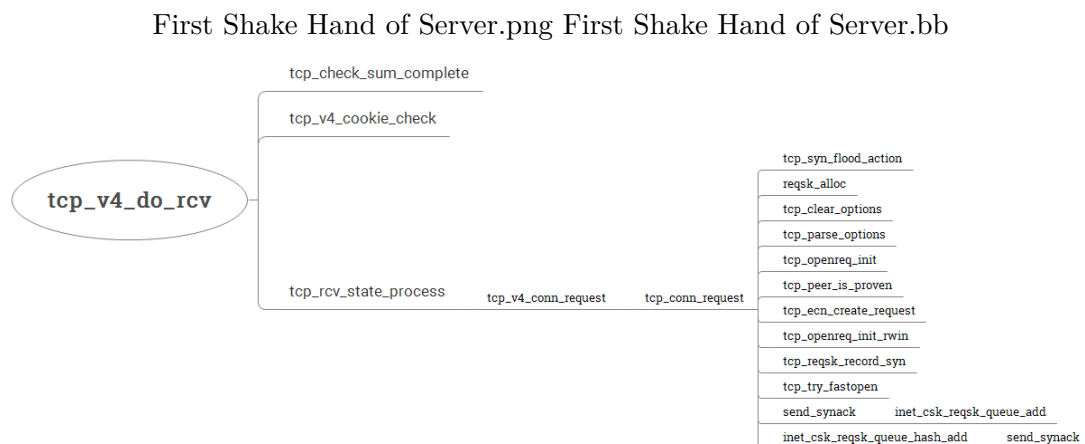 First Shake Hand of Server.png First Shake Hand of Server.bb
tcp_check_sum_complete
tcp_v4_cookie_check
tcp_v4_do_rcv
tcp_rcv_state_process
tcp_v4_conn_request
tcp_conn_request
tcp_syn_flood_action
reqsk_alloc
tcp_clear_options
tcp_parse_options
tcp_openreq_init
tcp_peer_is_proven
tcp_ecn_create_request
tcp_openreq_init_rwin
tcp_reqsk_record_syn
tcp_try_fastopen
send_synack inet_csk_reqsk_queue_add
inet_csk_reqsk_queue_hash_add send_synack